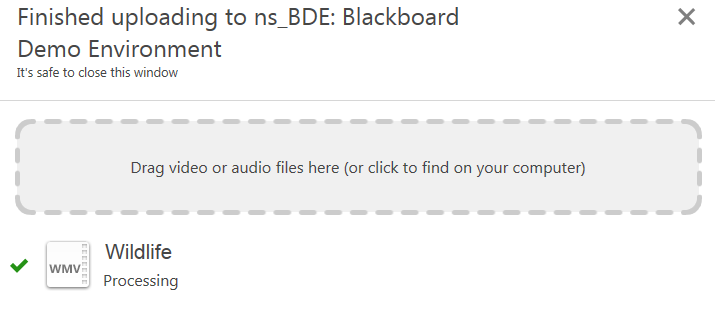 Finished uploading to ns_BDE: Blackboard
Demo Environment
It's safe to close this window
Drag video or audio files here (or click to find on your computer)
WMV
Wildlife
Processing